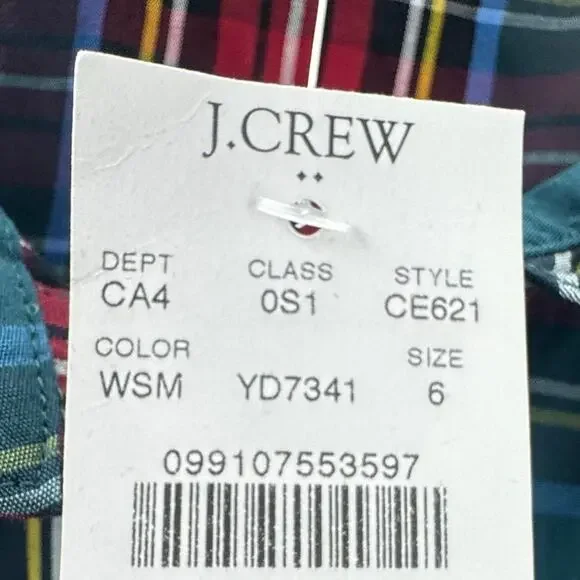 J.CREW
DEPT CLASS STYLE
CA4 0S1 CE621
COLOR SIZE
WSM YD7341 6
099107553597